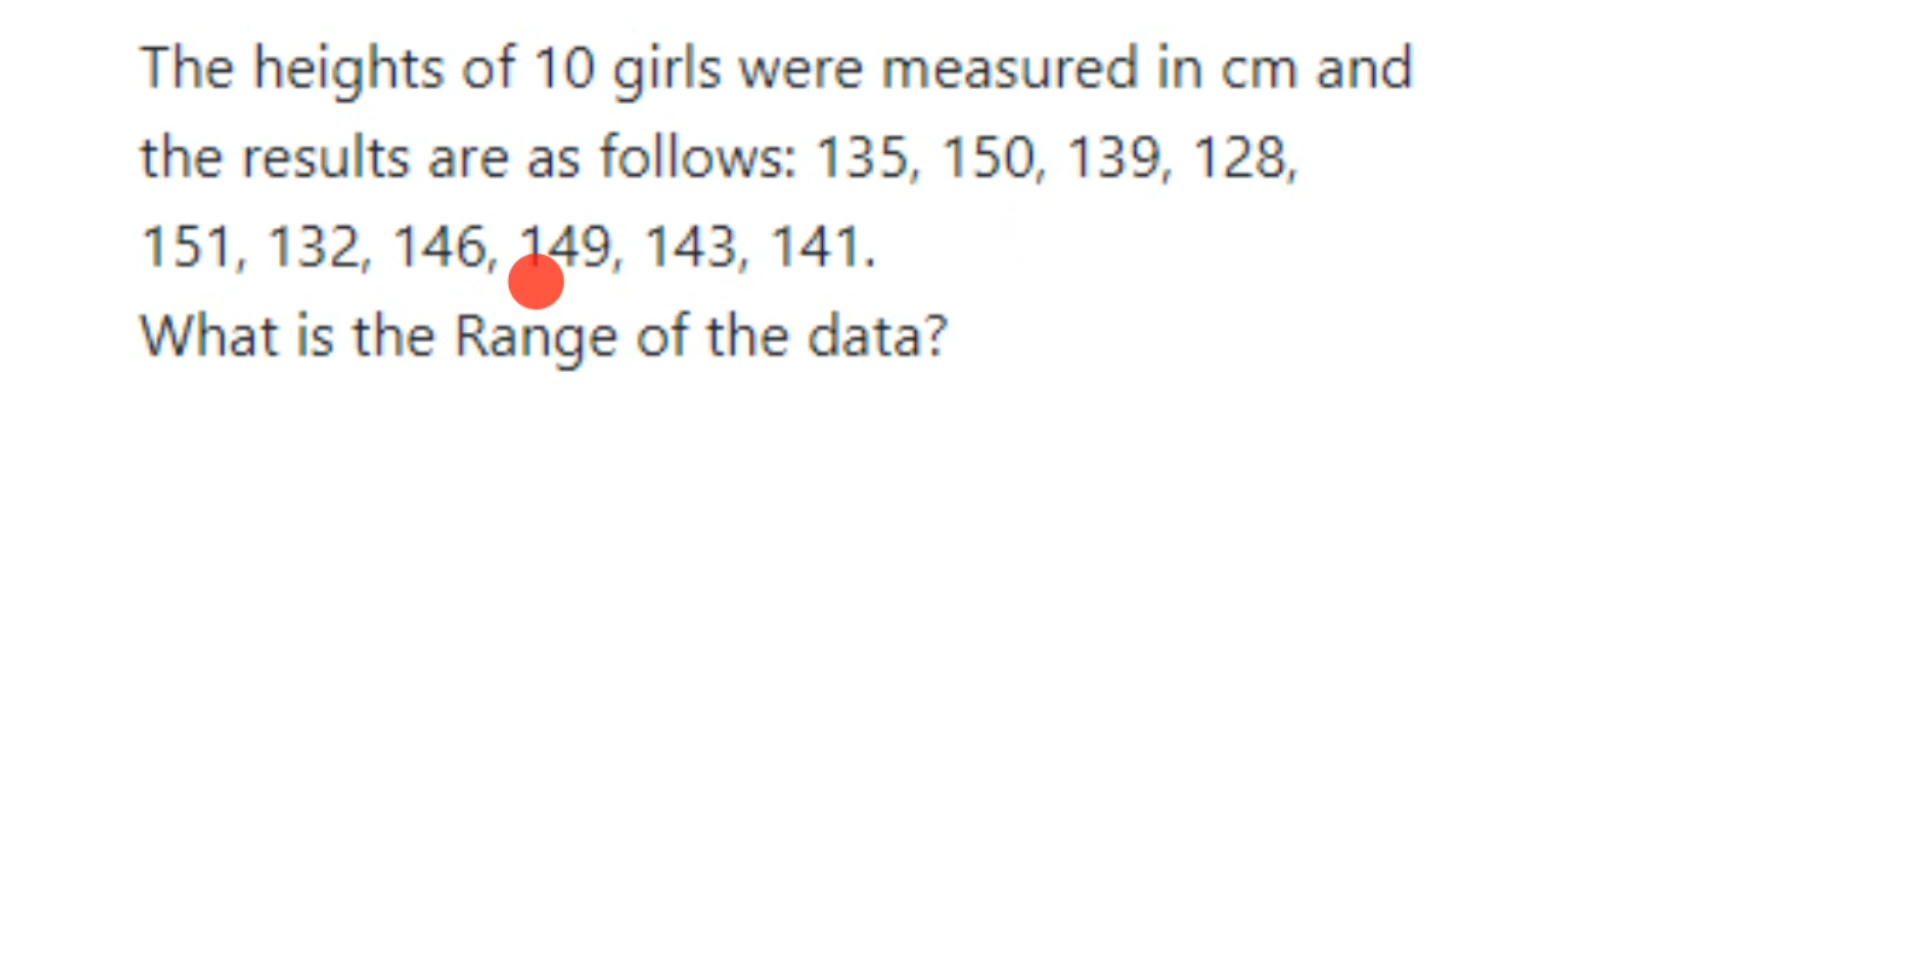 The heights of 10 girls were measured in cm and
the results are as follows: 135, 150, 139, 128,
151, 132, 146, 149, 143, 141.
What is the Range of the data?